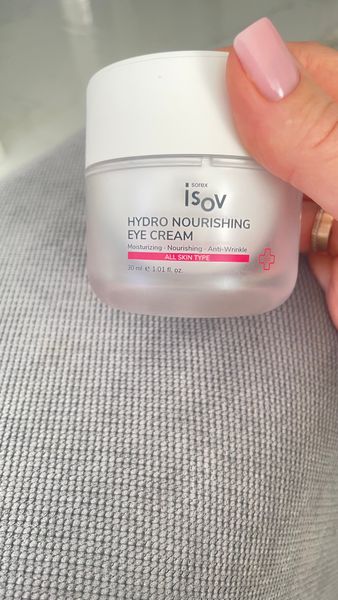 sorex
isov
HYDRO NOURISHING
EYE CREAM
Moisturizing · Nourishing · Anti-Wrinkle
ALL SKIN TYPE
30 ml ℮ 1.01 fl. oz.